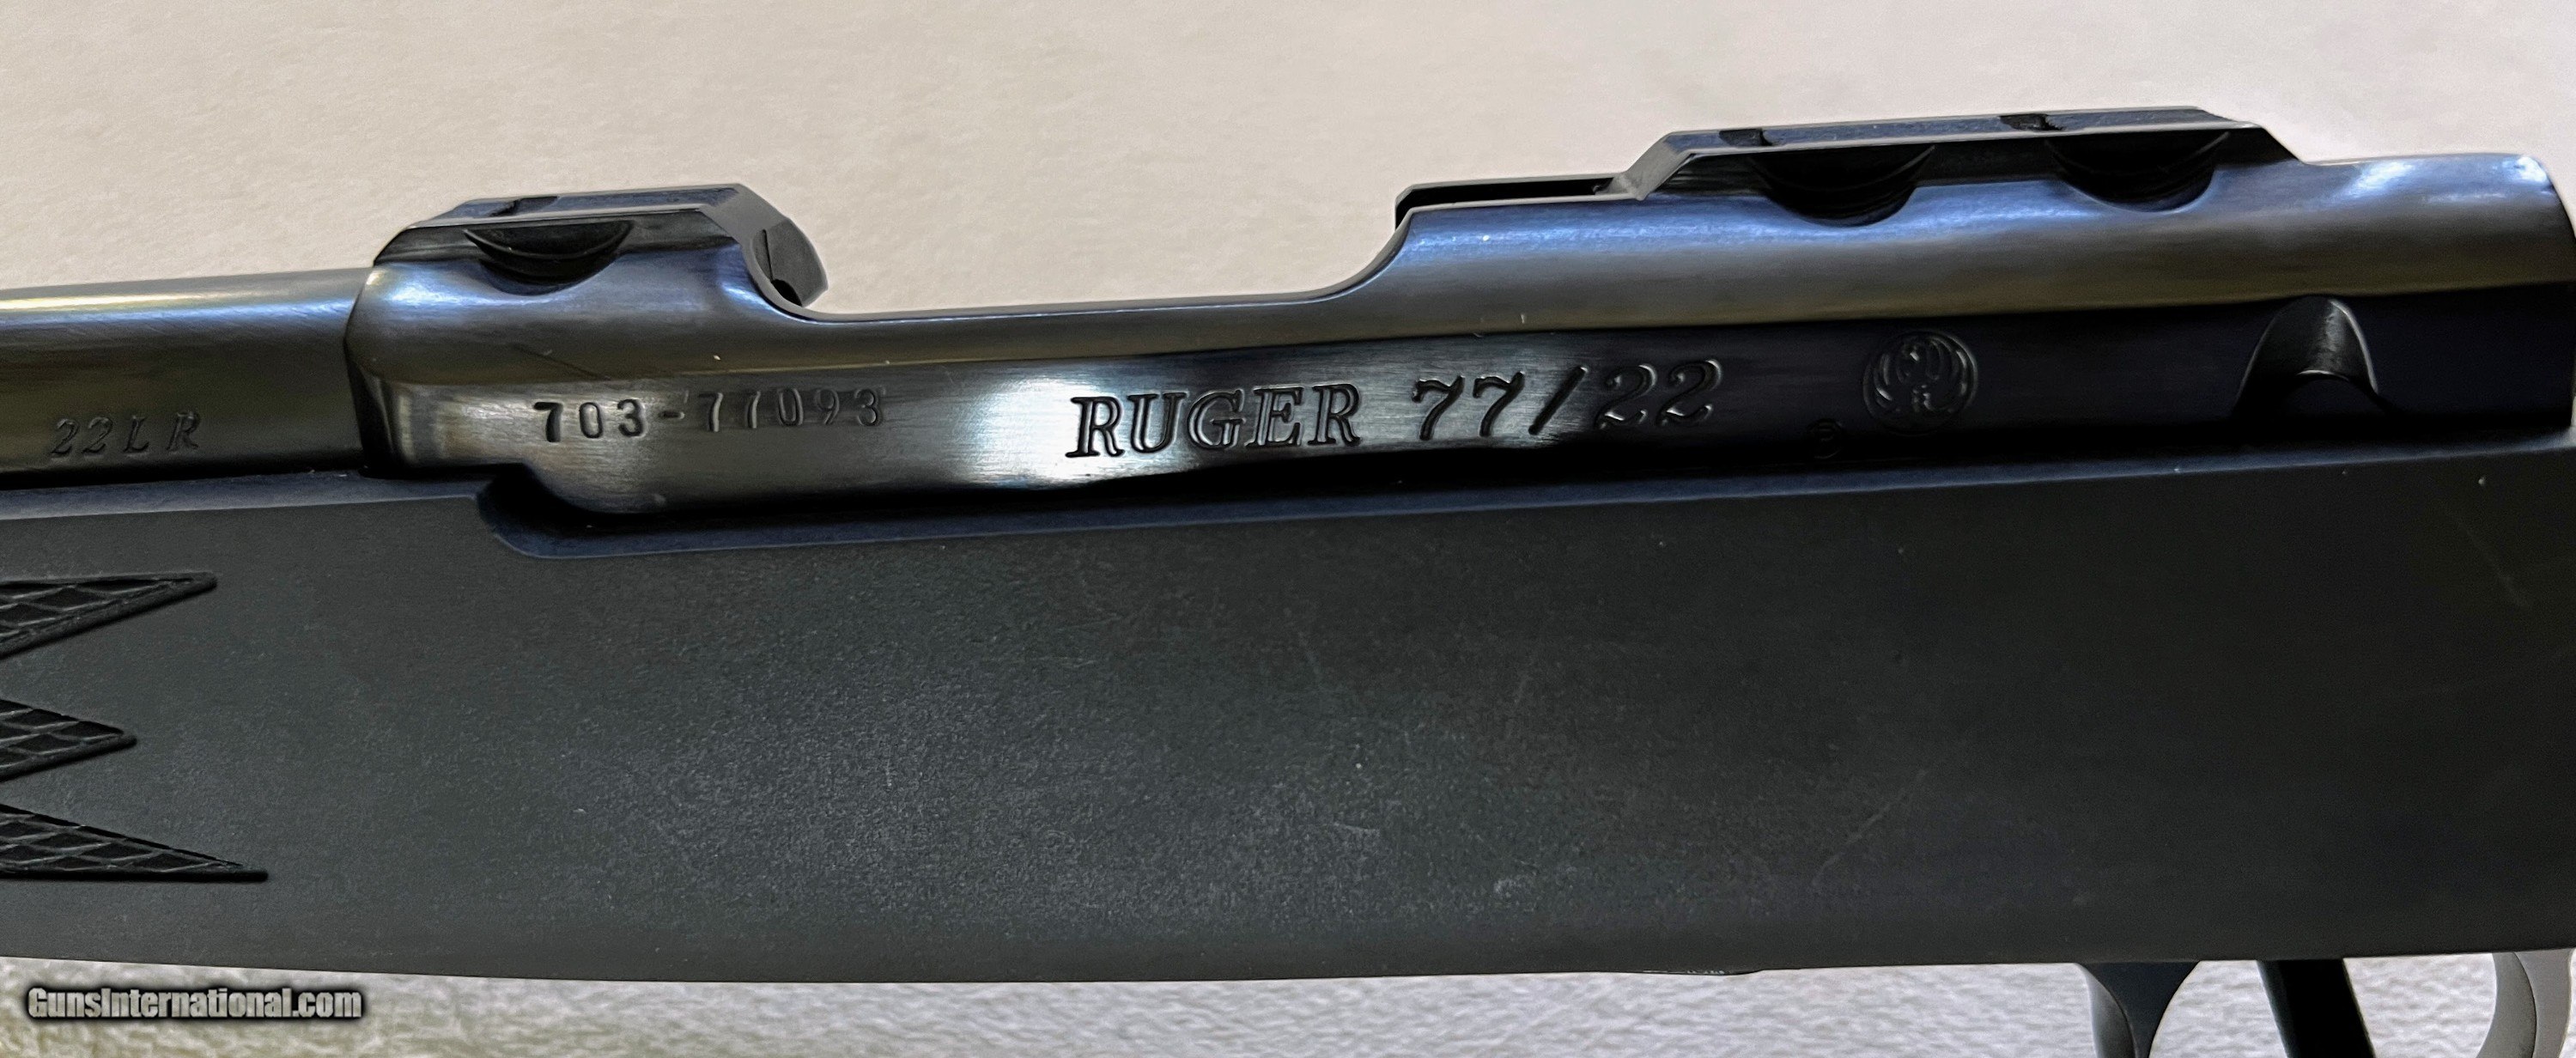 22LR
703-77093
RUGER 77/22
GunsInternational.com